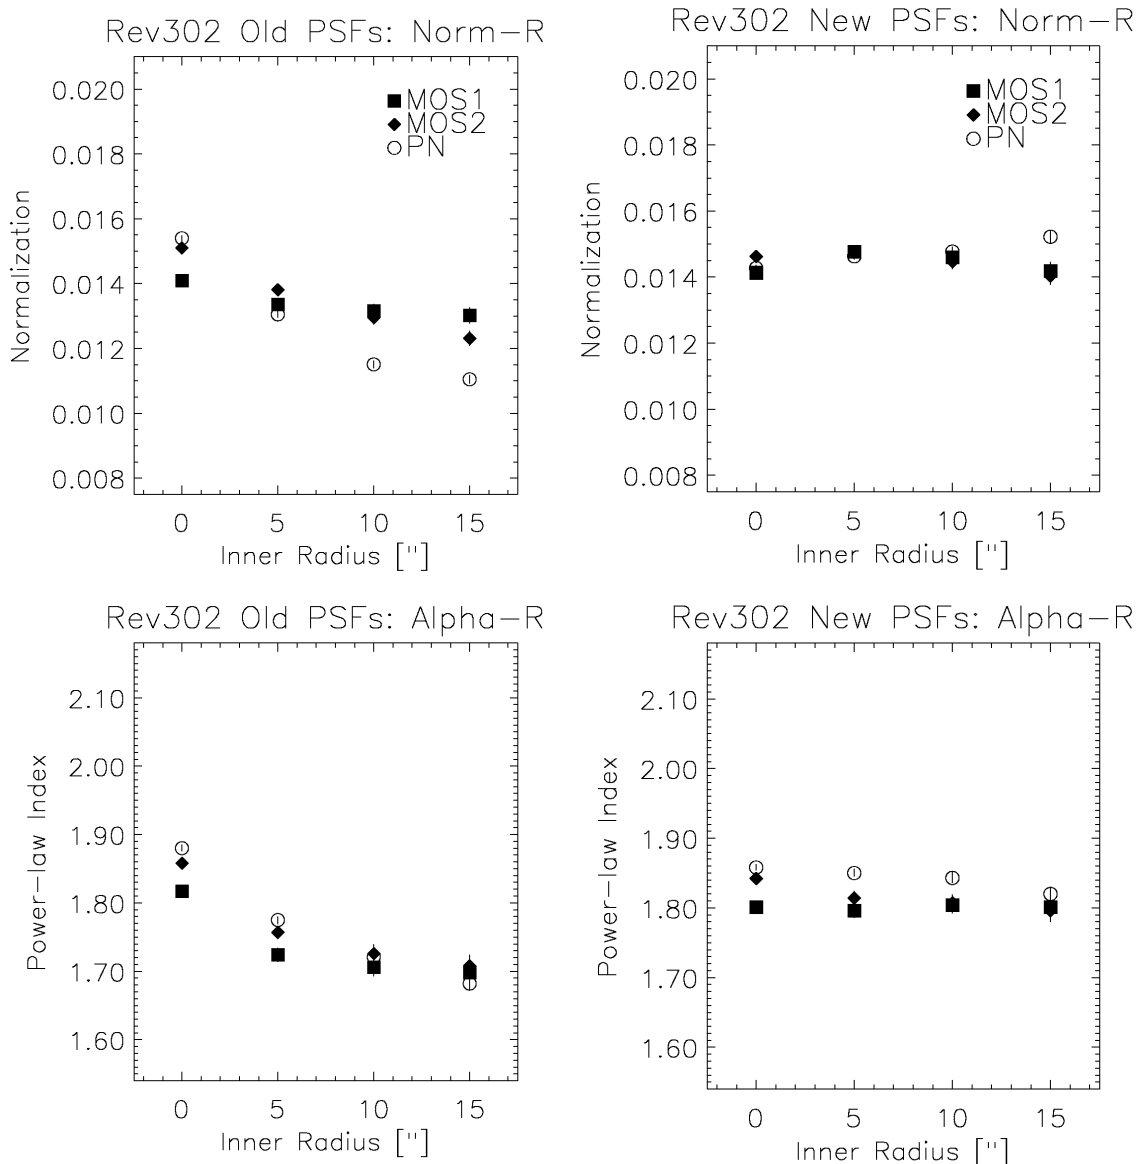 Rev302 Old PSFs: Norm-R
MOS1
MOS2
PN
Normalization
0.020
0.018
0.016
0.014
0.012
0.010
0.008
0 5 10 15
Inner Radius ["]
Rev302 New PSFs: Norm-R
MOS1
MOS2
PN
Normalization
0.020
0.018
0.016
0.014
0.012
0.010
0.008
0 5 10 15
Inner Radius ["]
Rev302 Old PSFs: Alpha-R
Power-law Index
2.10
2.00
1.90
1.80
1.70
1.60
0 5 10 15
Inner Radius ["]
Rev302 New PSFs: Alpha-R
Power-law Index
2.10
2.00
1.90
1.80
1.70
1.60
0 5 10 15
Inner Radius ["]